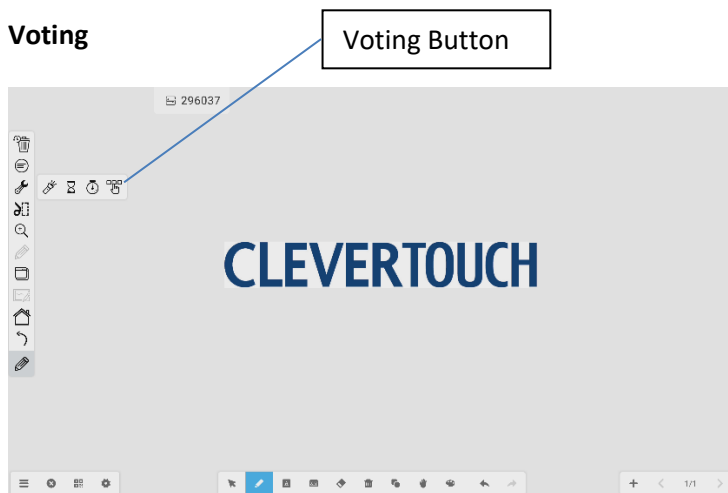 Voting
Voting Button
296037
CLEVERTOUCH
1/1